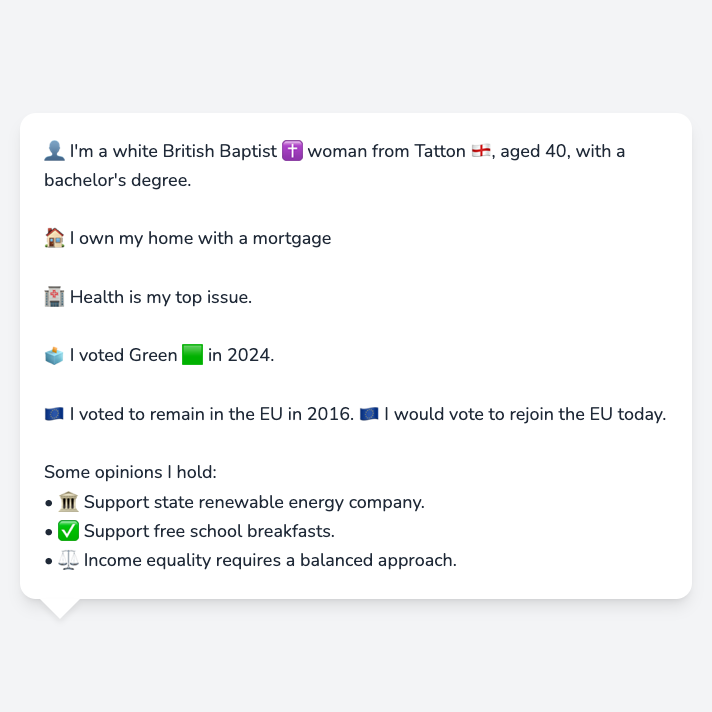 👤 I'm a white British Baptist ✝️ woman from Tatton 🏴󠁧󠁢󠁥󠁮󠁧󠁿, aged 40, with a
bachelor's degree.
🏠 I own my home with a mortgage
🏥 Health is my top issue.
🗳️ I voted Green 🟩 in 2024.
🇪🇺 I voted to remain in the EU in 2016. 🇪🇺 I would vote to rejoin the EU today.
Some opinions I hold:
• 🏛️ Support state renewable energy company.
• ✅ Support free school breakfasts.
• ⚖️ Income equality requires a balanced approach.